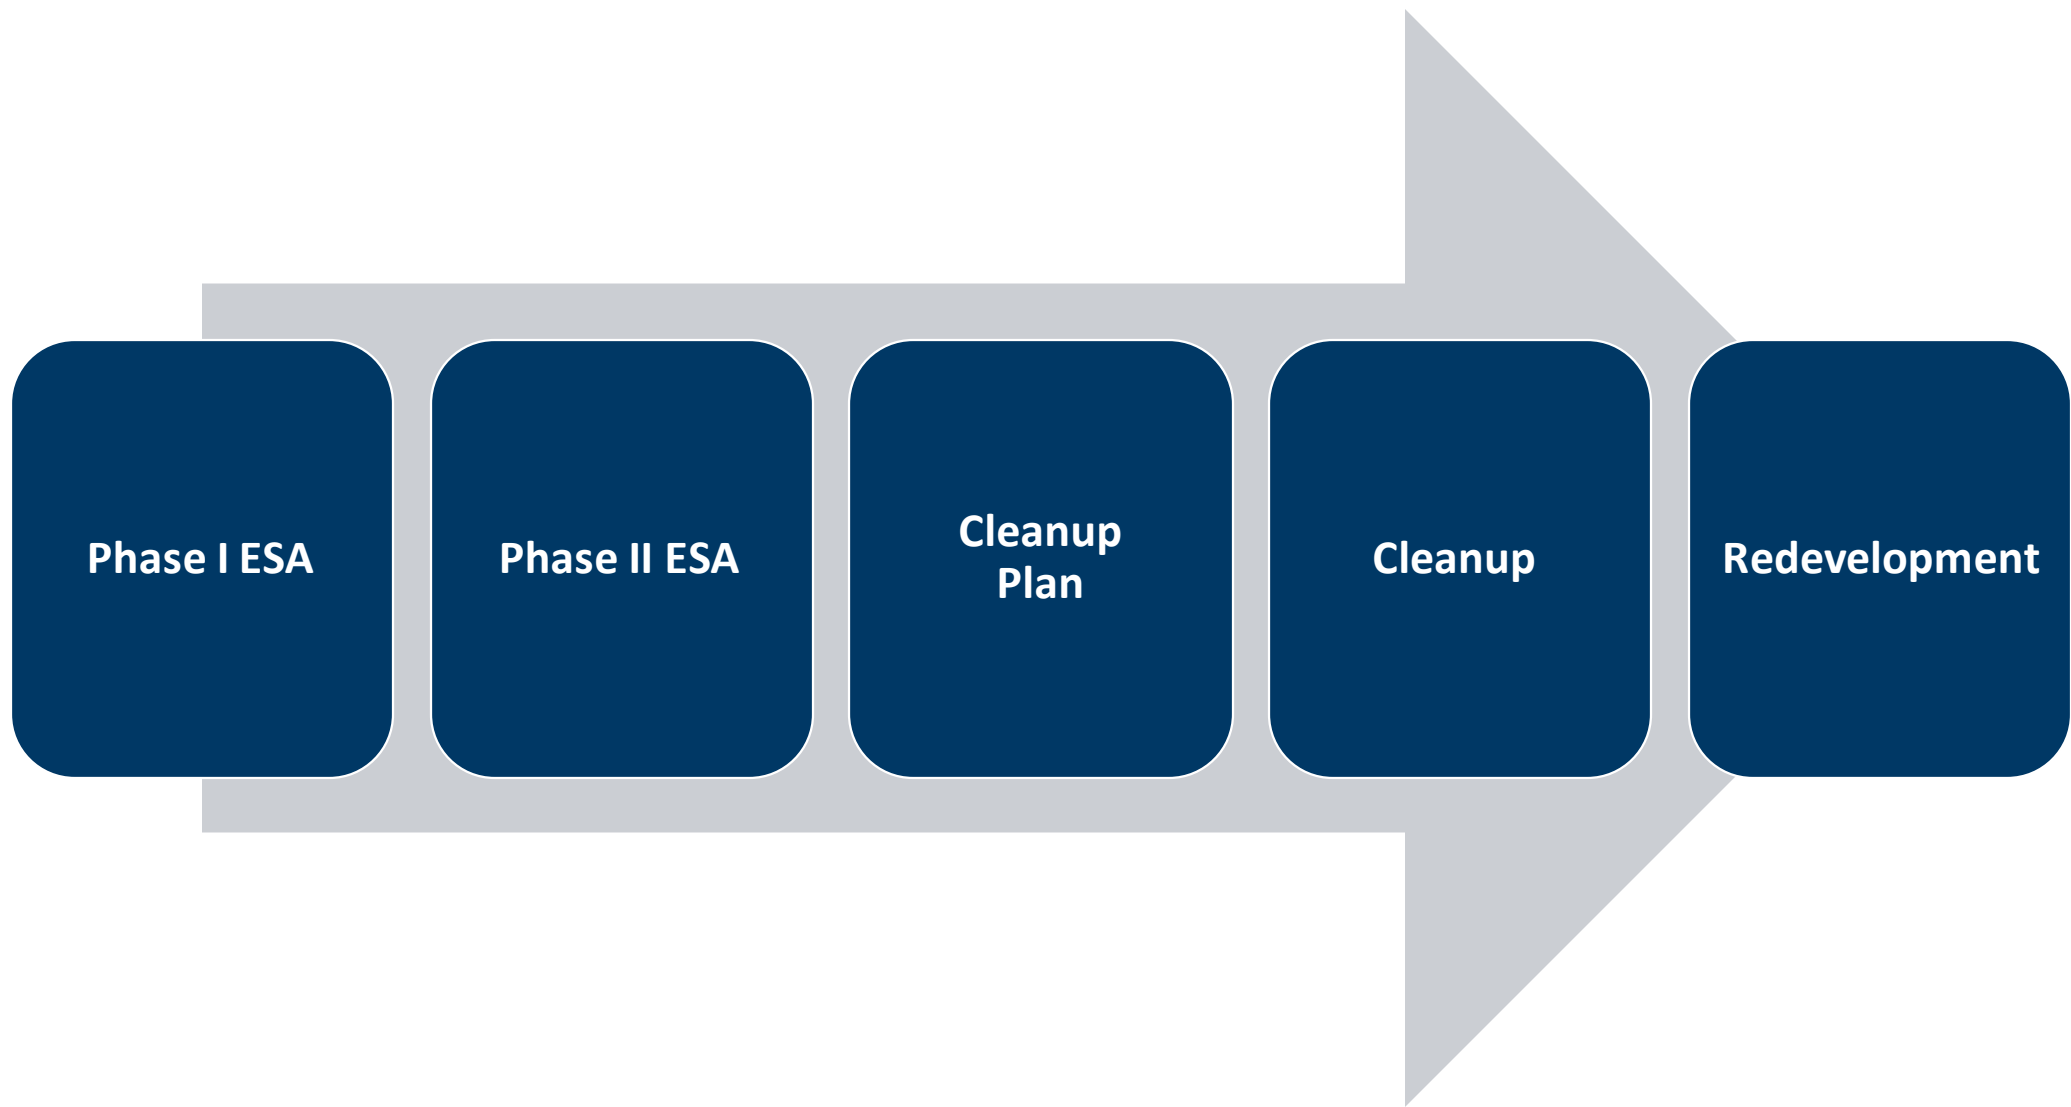 Phase I ESA
Phase II ESA
Cleanup
Plan
Cleanup
Redevelopment